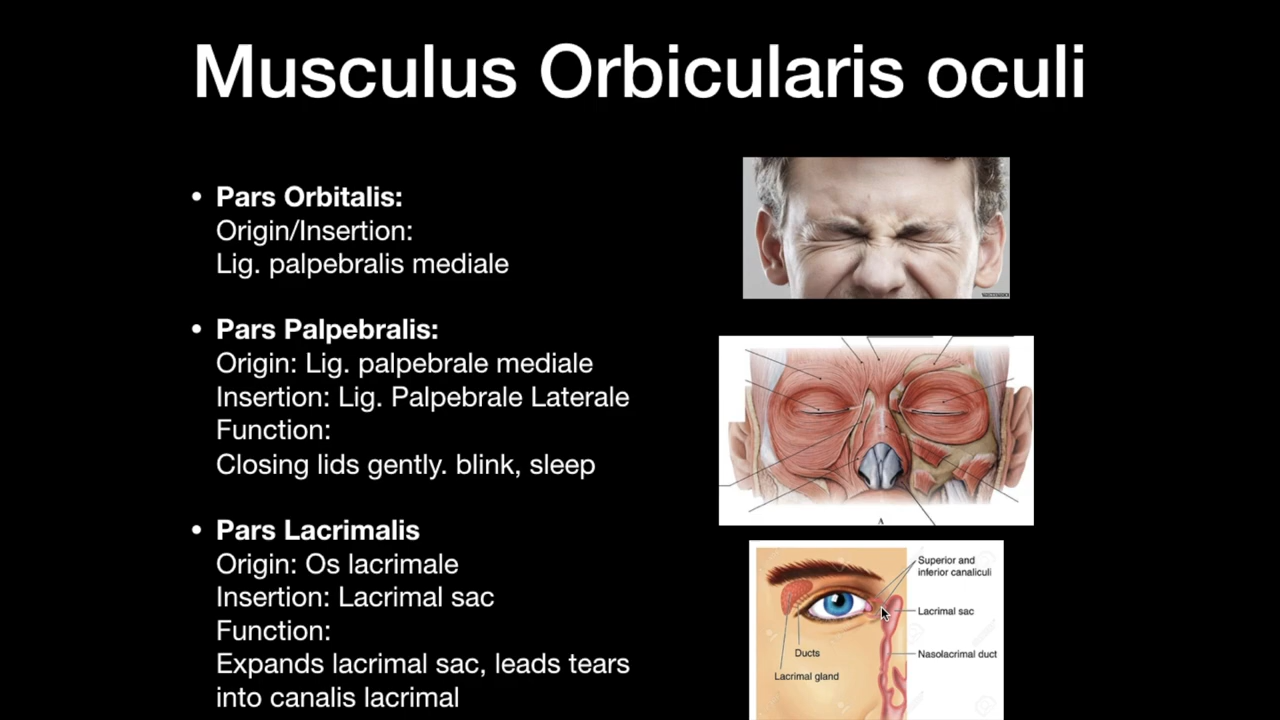 Musculus Orbicularis oculi
• Pars Orbitalis:
Origin/Insertion:
Lig. palpebralis mediale
• Pars Palpebralis:
Origin: Lig. palpebrale mediale
Insertion: Lig. Palpebrale Laterale
Function:
Closing lids gently. blink, sleep
• Pars Lacrimalis
Origin: Os lacrimale
Insertion: Lacrimal sac
Function:
Expands lacrimal sac, leads tears
into canalis lacrimal
A
Superior and
inferior canaliculi
Lacrimal sac
Nasolacrimal duct
Ducts
Lacrimal gland